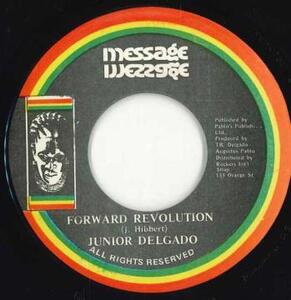 message
message
Published by
Pablo's Publish...
Ltd.
Produced by
Augustus Pablo
Distributed by
Rockers Int'l
Shop
135 Orange St
FORWARD REVOLUTION
(J. Hibbert)
JUNIOR DELGADO
ALL RIGHTS RESERVED